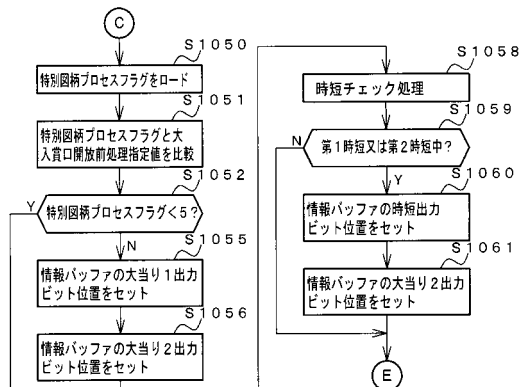 C
S1050
特別図柄プロセスフラグをロード
S1051
特別図柄プロセスフラグと大
入賞口開放前処理指定値を比較
S1052
Y
特別図柄プロセスフラグ<5?
N
S1055
情報バッファの大当り1出力
ビット位置をセット
S1056
情報バッファの大当り2出力
ビット位置をセット
S1058
時短チェック処理
S1059
N
第1時短又は第2時短中?
Y
S1060
情報バッファの時短出力
ビット位置をセット
S1061
情報バッファの大当り2出力
ビット位置をセット
E